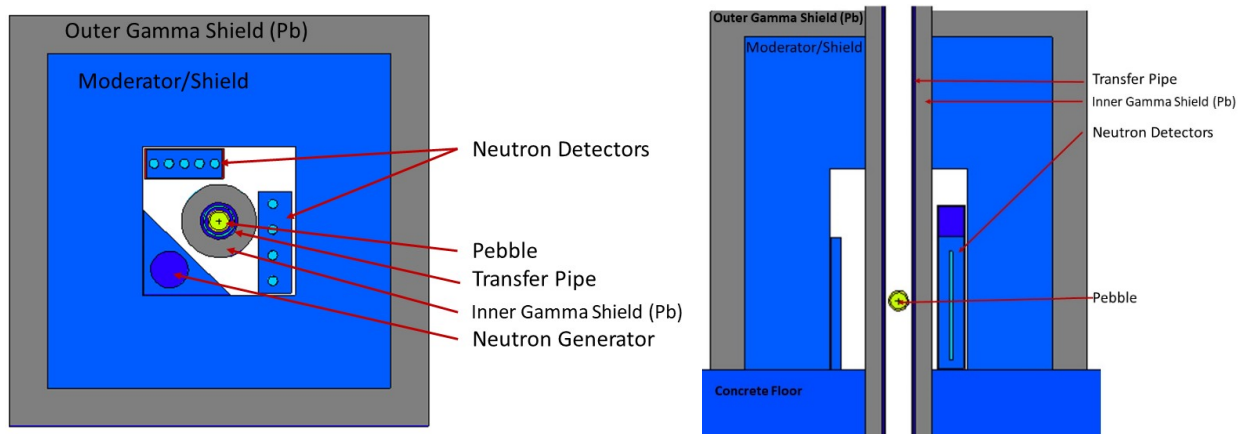 Outer Gamma Shield (Pb)
Moderator/Shield
Neutron Detectors
Pebble
Transfer Pipe
Inner Gamma Shield (Pb)
Neutron Generator
Outer Gamma Shield (Pb)
Moderator/Shield
Transfer Pipe
Inner Gamma Shield (Pb)
Neutron Detectors
Pebble
Concrete Floor